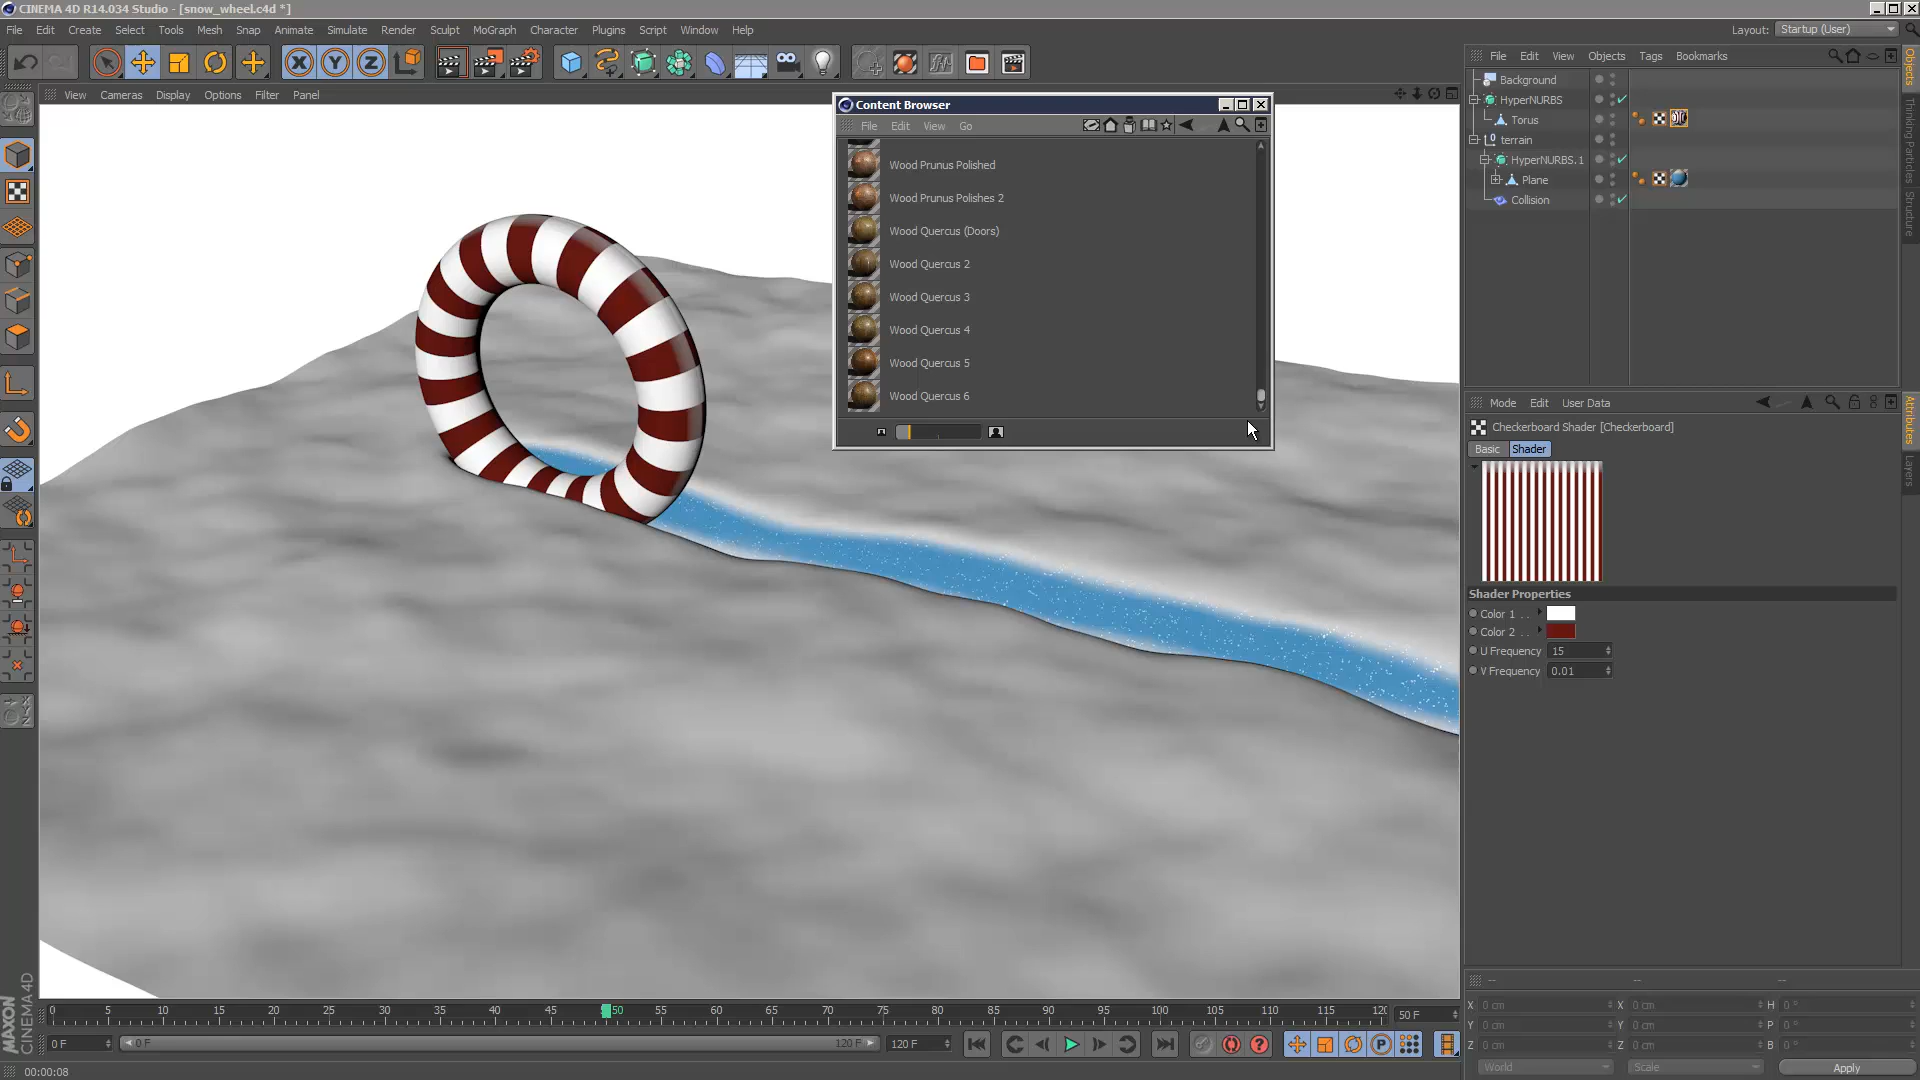 CINEMA 4D R14.034 Studio - [snow_wheel.c4d *]
File Edit Create Select Tools Mesh Snap Animate Simulate Render Sculpt MoGraph Character Plugins Script Window Help
Layout: Startup (User)
X Y Z
File Edit View Objects Tags Bookmarks
View Cameras Display Options Filter Panel
Content Browser
File Edit View Go
Wood Prunus Polished
Wood Prunus Polishes 2
Wood Quercus (Doors)
Wood Quercus 2
Wood Quercus 3
Wood Quercus 4
Wood Quercus 5
Wood Quercus 6
Background
HyperNURBS
Torus
terrain
HyperNURBS.1
Plane
Collision
Objects
Thinking Particles
Structure
Mode Edit User Data
Checkerboard Shader [Checkerboard]
Basic Shader
Shader Properties
Color 1 . .
Color 2 . .
U Frequency 15
V Frequency 0.01
Attributes
Layers
-- -- --
X 0 cm X 0 cm H 0 °
Y 0 cm Y 0 cm P 0 °
Z 0 cm Z 0 cm B 0 °
World Scale Apply
0 5 10 15 20 25 30 35 40 45 50 55 60 65 70 75 80 85 90 95 100 105 110 115 120
50 F
0 F 0 F 120 F 120 F
MAXON CINEMA 4D
00:00:08